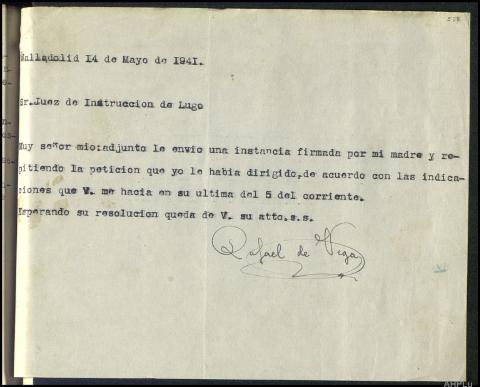 Valladolid 14 de Mayo de 1941.
Sr.Juez de Instruccion de Lugo
Muy señor mio:adjunto le envio una instancia firmada por mi madre y re-
pitiendo la peticion que yo le habia dirigido,de acuerdo con las indica-
ciones que V. me hacia en su ultima del 5 del corriente.
Esperando su resolucion queda de V. su atto.s.s.
Rafael de Vega
AHPLu